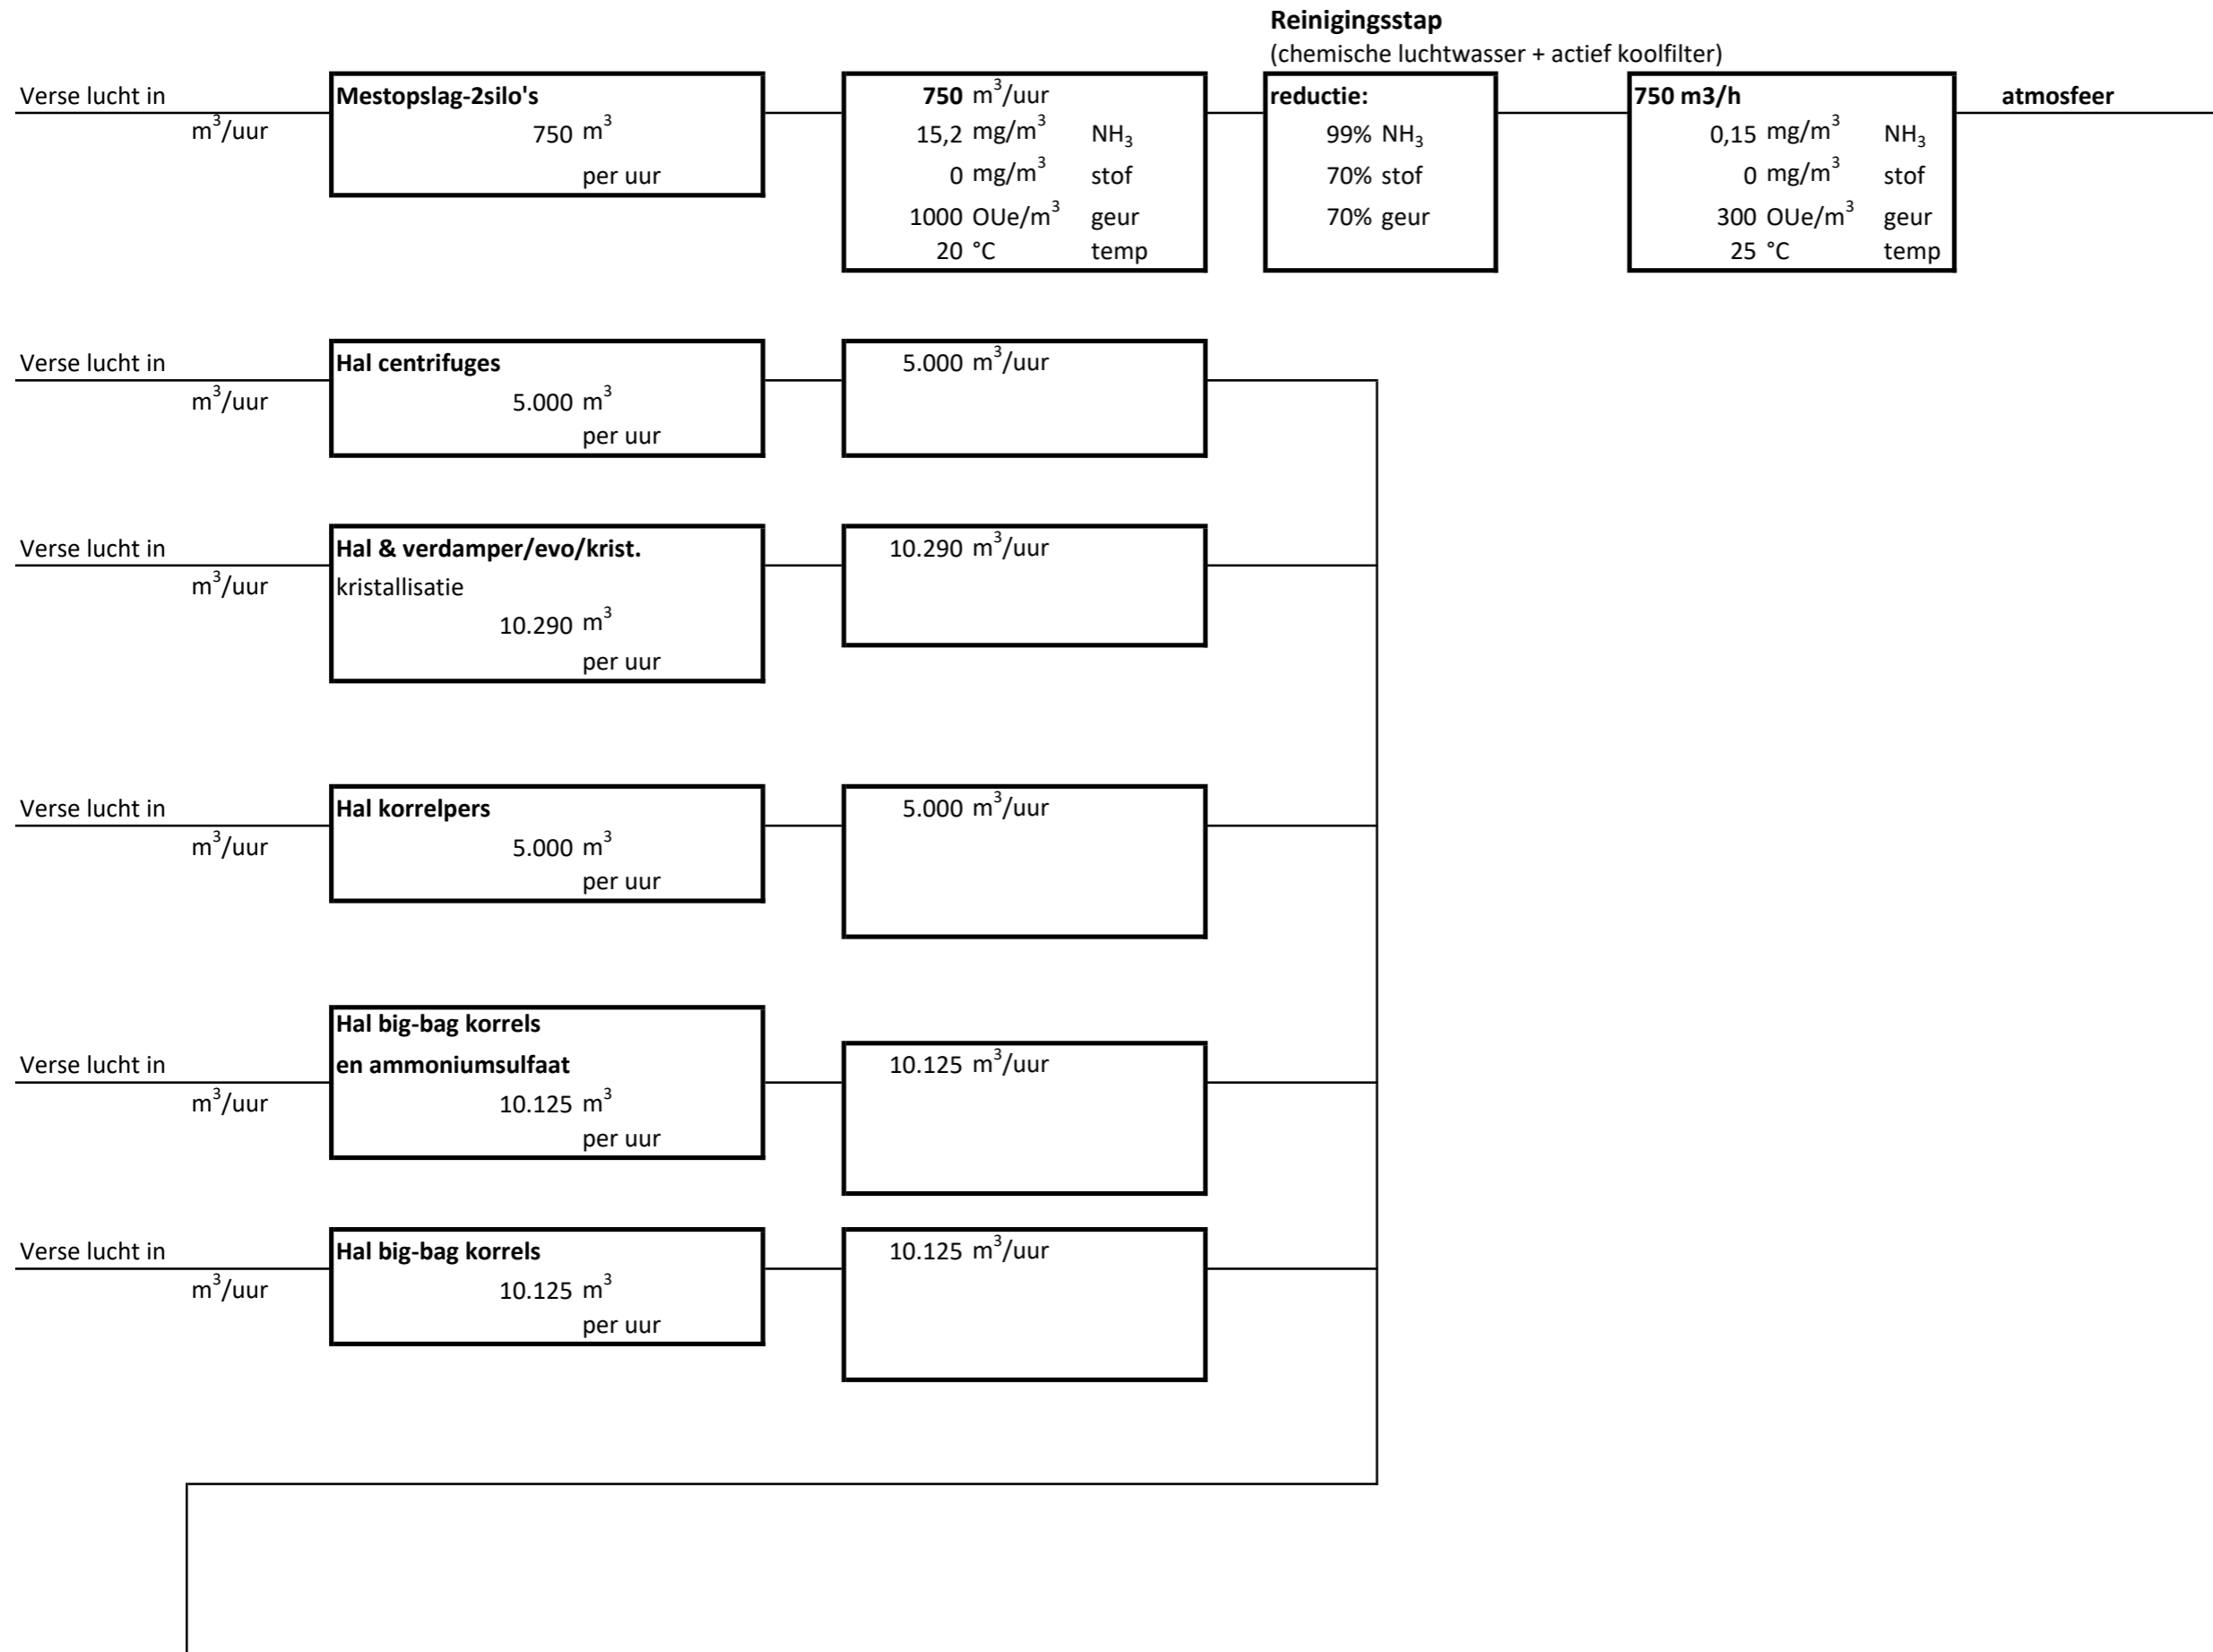 Reinigingsstap
(chemische luchtwasser + actief koolfilter)
Verse lucht in
m³/uur
Mestopslag-2silo's
750 m³
per uur
750 m³/uur
15,2 mg/m³ NH₃
0 mg/m³ stof
1000 OUe/m³ geur
20 °C temp
reductie:
99% NH₃
70% stof
70% geur
750 m3/h
0,15 mg/m³ NH₃
0 mg/m³ stof
300 OUe/m³ geur
25 °C temp
atmosfeer
Verse lucht in
m³/uur
Hal centrifuges
5.000 m³
per uur
5.000 m³/uur
Verse lucht in
m³/uur
Hal & verdamper/evo/krist.
kristallisatie
10.290 m³
per uur
10.290 m³/uur
Verse lucht in
m³/uur
Hal korrelpers
5.000 m³
per uur
5.000 m³/uur
Verse lucht in
m³/uur
Hal big-bag korrels
en ammoniumsulfaat
10.125 m³
per uur
10.125 m³/uur
Verse lucht in
m³/uur
Hal big-bag korrels
10.125 m³
per uur
10.125 m³/uur